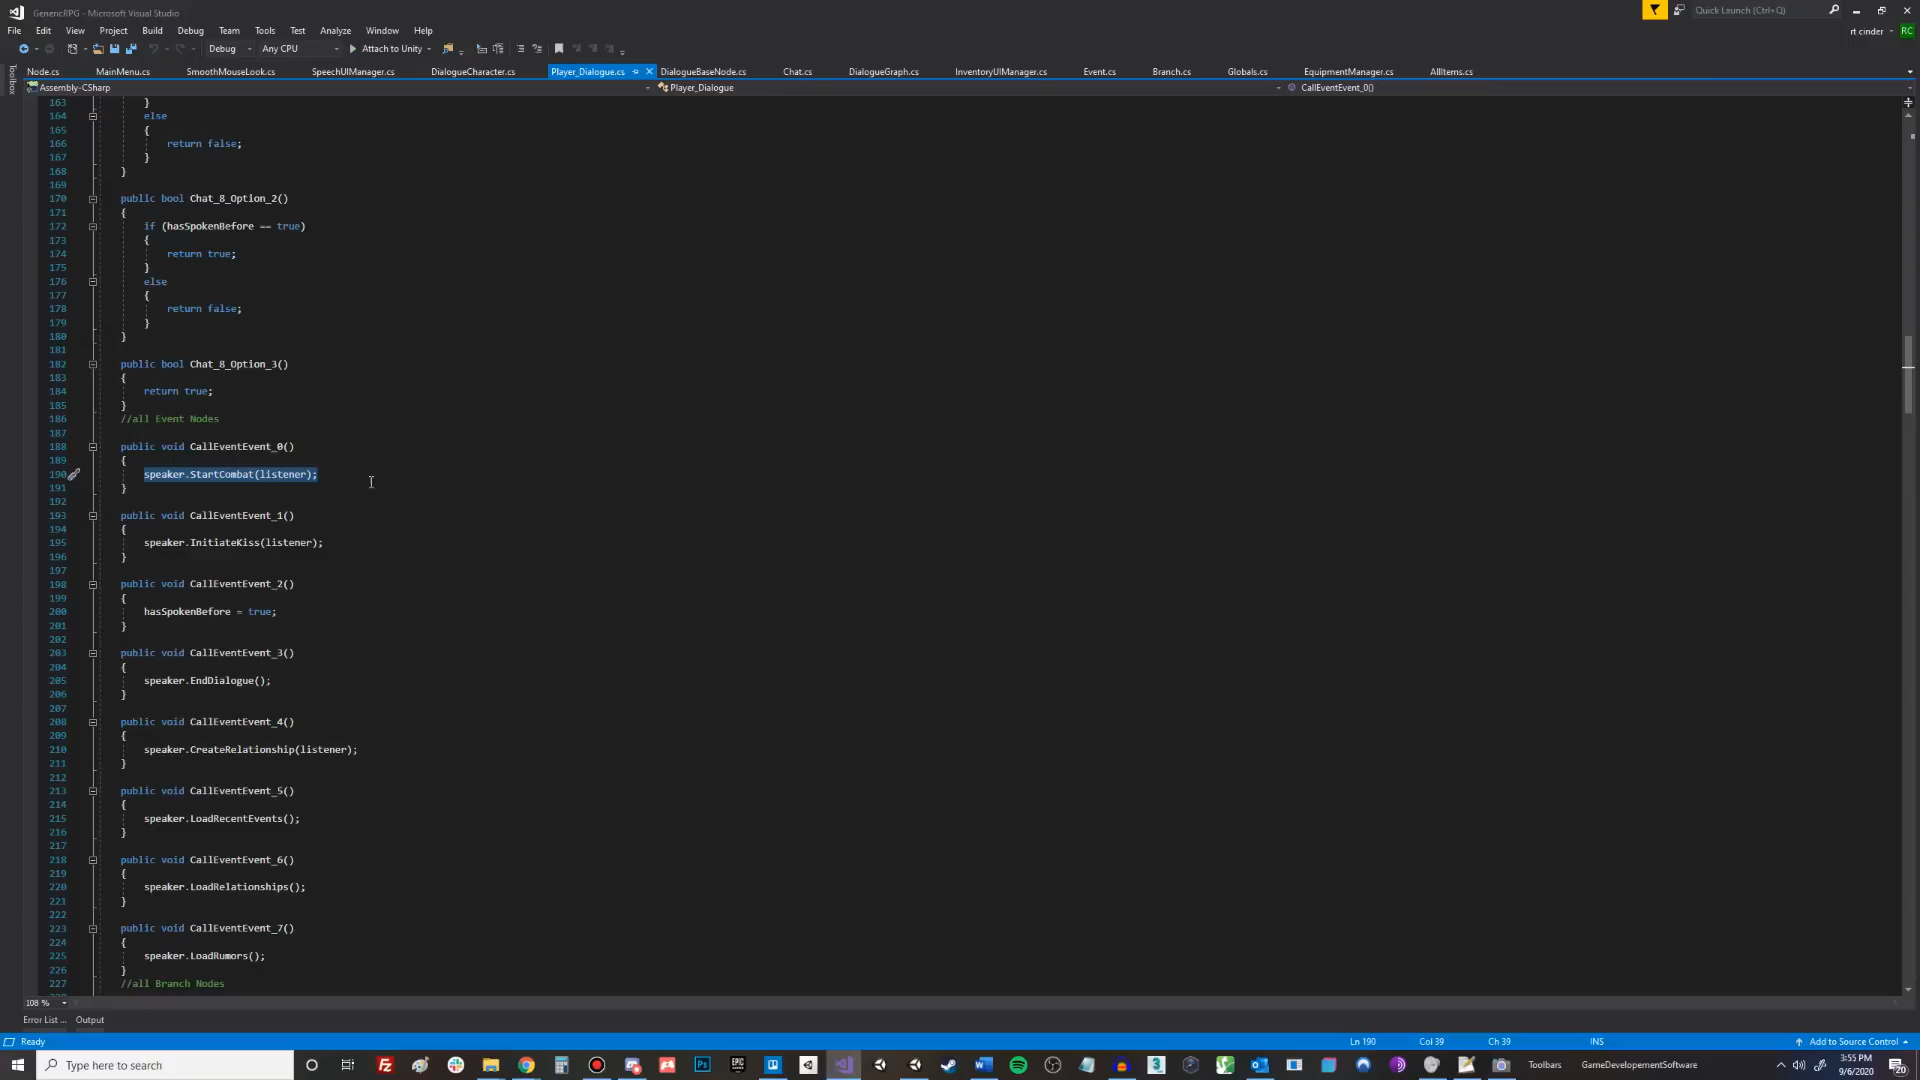 GenericRPG - Microsoft Visual Studio
Quick Launch (Ctrl+Q)
File Edit View Project Build Debug Team Tools Test Analyze Window Help
rt cinder RC
Debug Any CPU Attach to Unity
Toolbox
Node.cs MainMenu.cs SmoothMouseLook.cs SpeechUIManager.cs DialogueCharacter.cs Player_Dialogue.cs DialogueBaseNode.cs Chat.cs DialogueGraph.cs InventoryUIManager.cs Event.cs Branch.cs Globals.cs EquipmentManager.cs AllItems.cs
Assembly-CSharp Player_Dialogue CallEventEvent_0()
163 }
164 else
165 {
166 return false;
167 }
168 }
169
170 public bool Chat_8_Option_2()
171 {
172 if (hasSpokenBefore == true)
173 {
174 return true;
175 }
176 else
177 {
178 return false;
179 }
180 }
181
182 public bool Chat_8_Option_3()
183 {
184 return true;
185 }
186 //all Event Nodes
187
188 public void CallEventEvent_0()
189 {
190 speaker.StartCombat(listener);
191 }
192
193 public void CallEventEvent_1()
194 {
195 speaker.InitiateKiss(listener);
196 }
197
198 public void CallEventEvent_2()
199 {
200 hasSpokenBefore = true;
201 }
202
203 public void CallEventEvent_3()
204 {
205 speaker.EndDialogue();
206 }
207
208 public void CallEventEvent_4()
209 {
210 speaker.CreateRelationship(listener);
211 }
212
213 public void CallEventEvent_5()
214 {
215 speaker.LoadRecentEvents();
216 }
217
218 public void CallEventEvent_6()
219 {
220 speaker.LoadRelationships();
221 }
222
223 public void CallEventEvent_7()
224 {
225 speaker.LoadRumors();
226 }
227 //all Branch Nodes
108 %
Error List ... Output
Ready Ln 190 Col 39 Ch 39 INS Add to Source Control
Type here to search Toolbars GameDevelopementSoftware 3:55 PM
9/6/2020 20